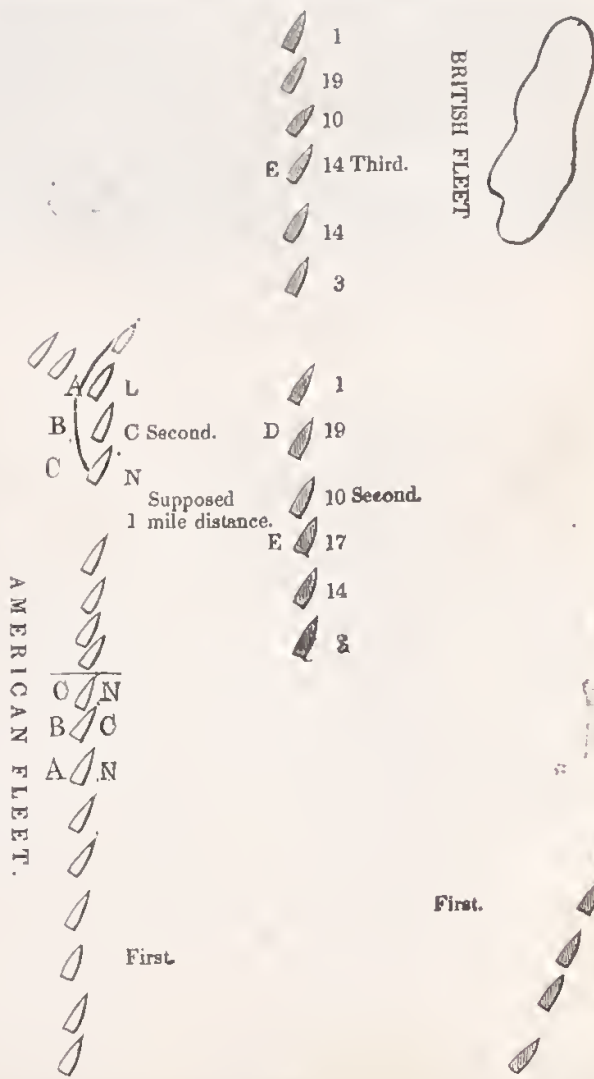 1
19
BRITISH FLEET
10
E 14 Third.
14
3
A L
1
B C Second.
D 19
C N
10 Second.
Supposed
1 mile distance.
E 17
14
AMERICAN FLEET.
C N
B C
A N
First.
First.